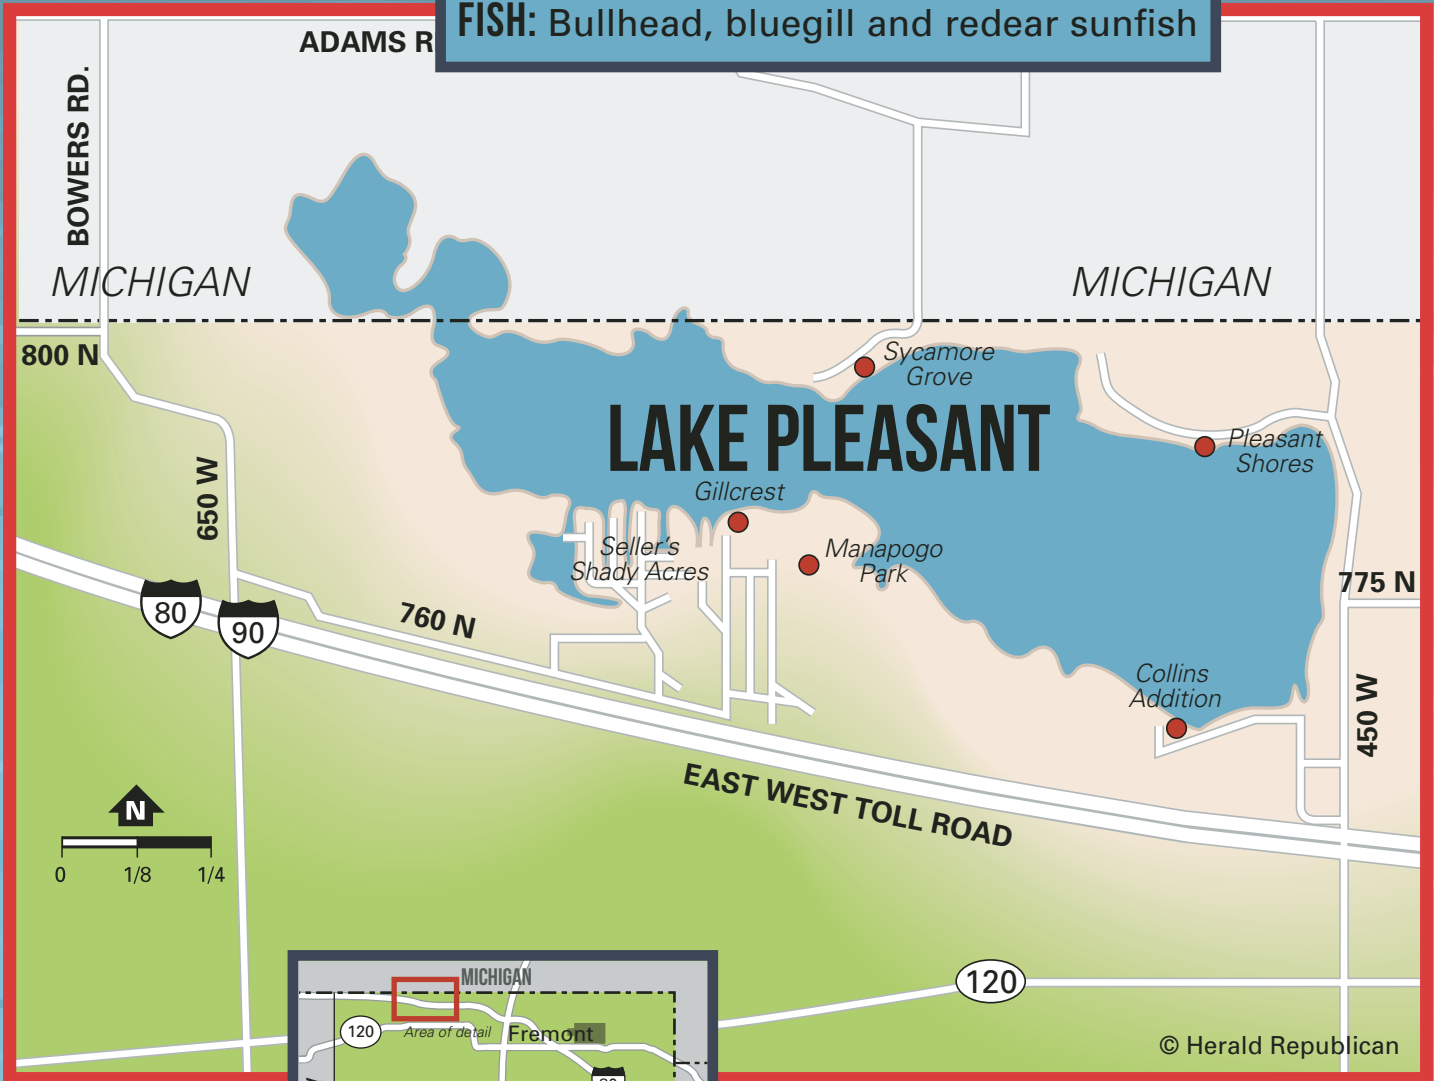 FISH: Bullhead, bluegill and redear sunfish
ADAMS
BOWERS RD.
MICHIGAN
MICHIGAN
800 N
Sycamore
Grove
LAKE PLEASANT
Pleasant
Shores
Gillcrest
650 W
Seller's
Shady Acres
Manapogo
Park
775 N
80
90
760 N
Collins
Addition
450 W
EAST WEST TOLL ROAD
N
0 1/8 1/4
120
MICHIGAN
120
Area of detail
Fremont
© Herald Republican